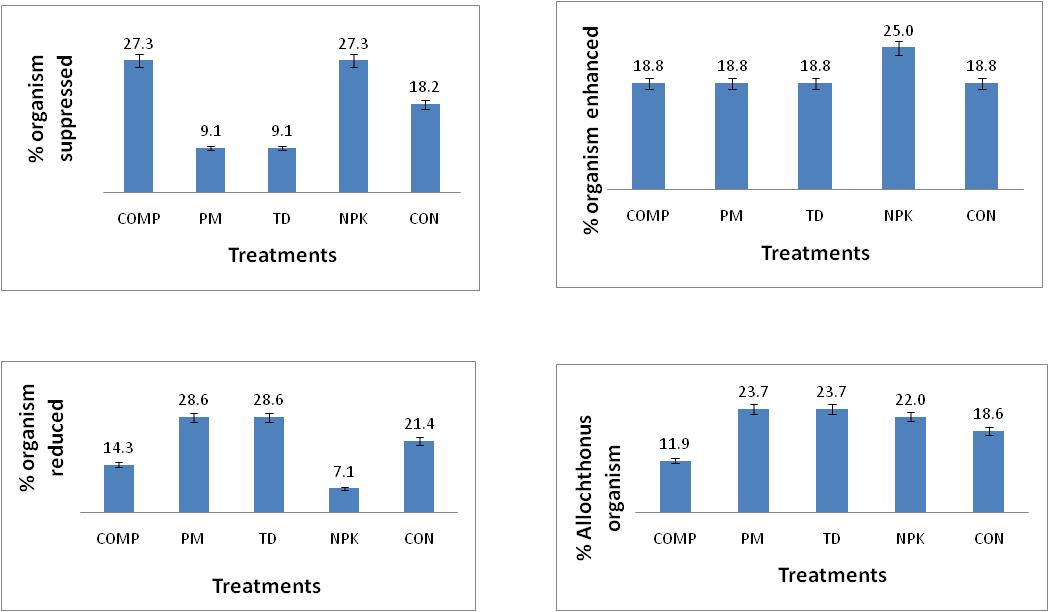 % organism
suppressed
27.3
9.1
9.1
27.3
18.2
COMP PM TD NPK CON
Treatments
% organism enhanced
18.8
18.8
18.8
25.0
18.8
COMP PM TD NPK CON
Treatments
% organism
reduced
14.3
28.6
28.6
7.1
21.4
COMP PM TD NPK CON
Treatments
% Allochthonus
organism
11.9
23.7
23.7
22.0
18.6
COMP PM TD NPK CON
Treatments